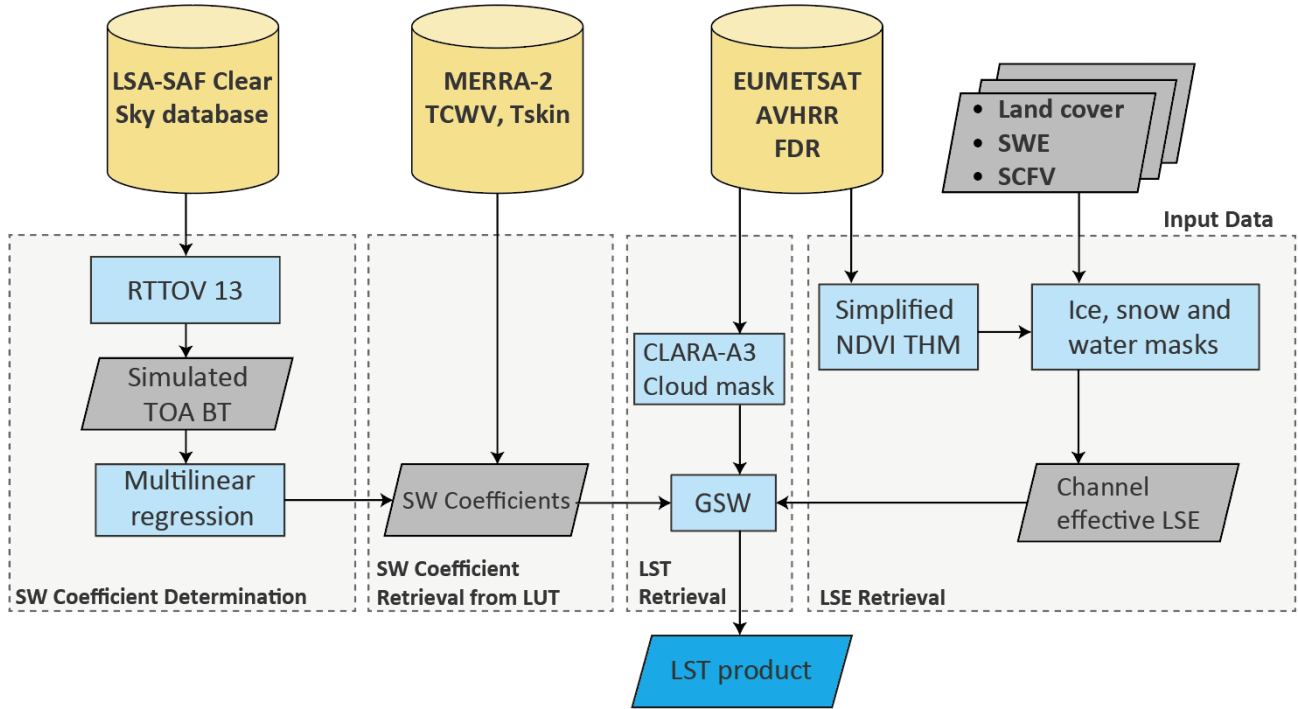 LSA-SAF Clear
Sky database
MERRA-2
TCWV, Tskin
EUMETSAT
AVHRR
FDR
• Land cover
• SWE
• SCFV
Input Data
RTTOV 13
Simulated
TOA BT
Multilinear
regression
SW Coefficient Determination
SW Coefficients
SW Coefficient
Retrieval from LUT
CLARA-A3
Cloud mask
GSW
LST
Retrieval
Simplified
NDVI THM
Ice, snow and
water masks
Channel
effective LSE
LSE Retrieval
LST product